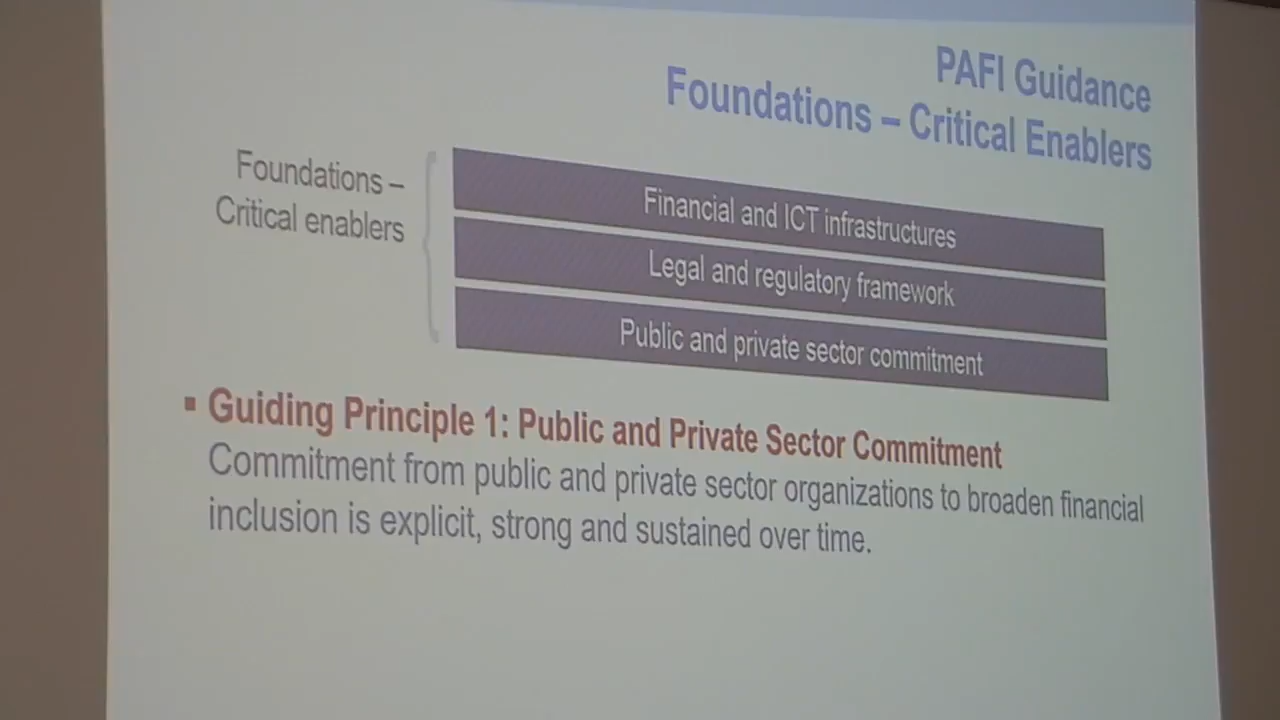 PAFI Guidance
Foundations – Critical Enablers
Foundations –
Critical enablers
Financial and ICT infrastructures
Legal and regulatory framework
Public and private sector commitment
▪ Guiding Principle 1: Public and Private Sector Commitment
Commitment from public and private sector organizations to broaden financial
inclusion is explicit, strong and sustained over time.